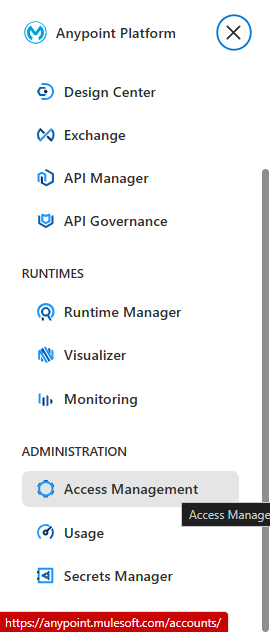 Anypoint Platform
Design Center
Exchange
API Manager
API Governance
RUNTIMES
Runtime Manager
Visualizer
Monitoring
ADMINISTRATION
Access Management
Access Manage
Usage
Secrets Manager
https://anypoint.mulesoft.com/accounts/